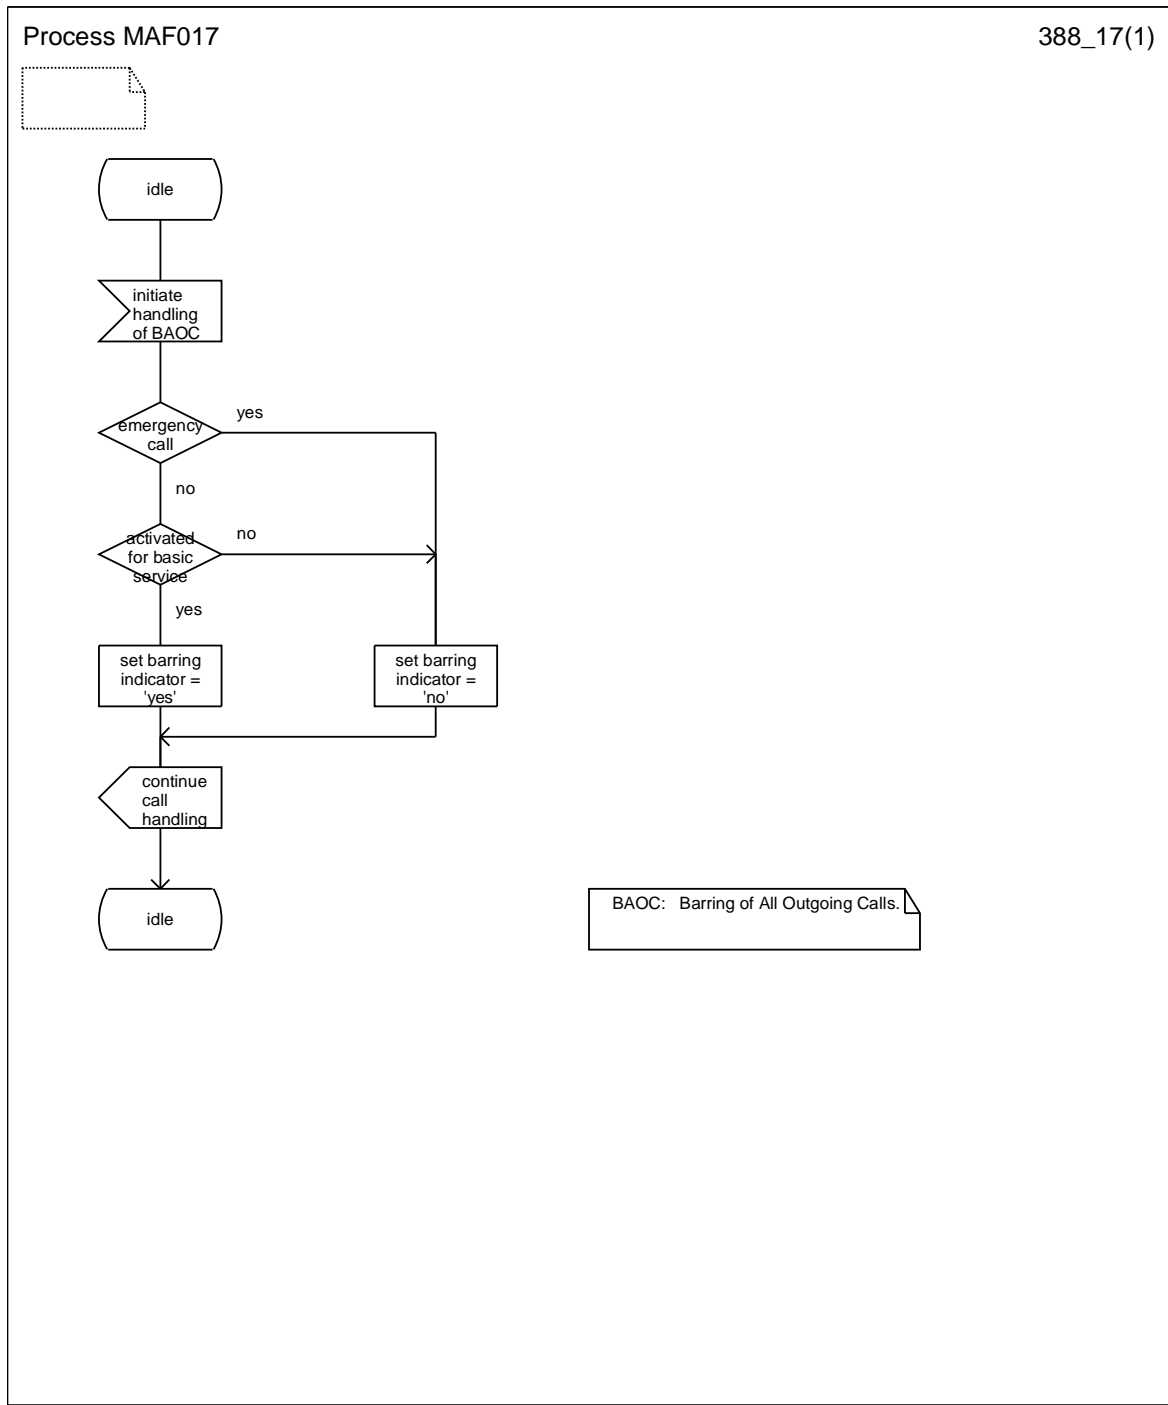 Process MAF017
388_17(1)
idle
initiate
handling
of BAOC
emergency
call
yes
no
activated
for basic
service
no
yes
set barring
indicator =
'yes'
set barring
indicator =
'no'
continue
call
handling
idle
BAOC: Barring of All Outgoing Calls.